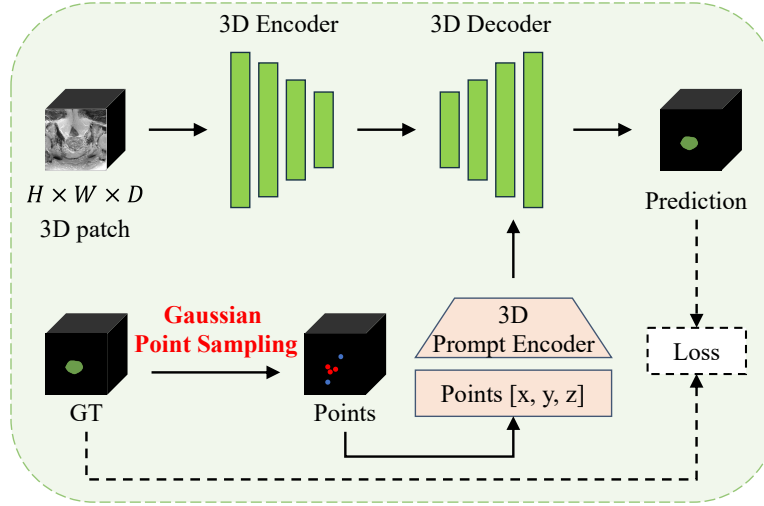 3D Encoder
3D Decoder
H × W × D
3D patch
Prediction
Gaussian
Point Sampling
3D
Prompt Encoder
Loss
Points [x, y, z]
GT
Points